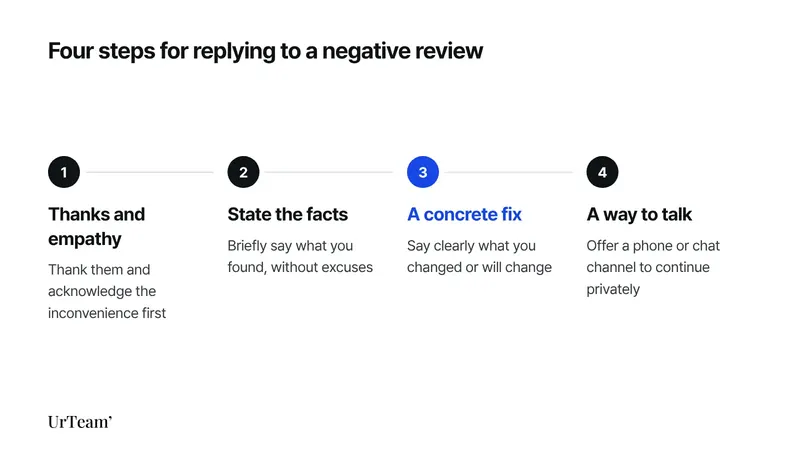 Four steps for replying to a negative review
1
Thanks and
empathy
Thank them and
acknowledge the
inconvenience first
2
State the facts
Briefly say what you
found, without excuses
3
A concrete fix
Say clearly what you
changed or will change
4
A way to talk
Offer a phone or chat
channel to continue
privately
UrTeam’